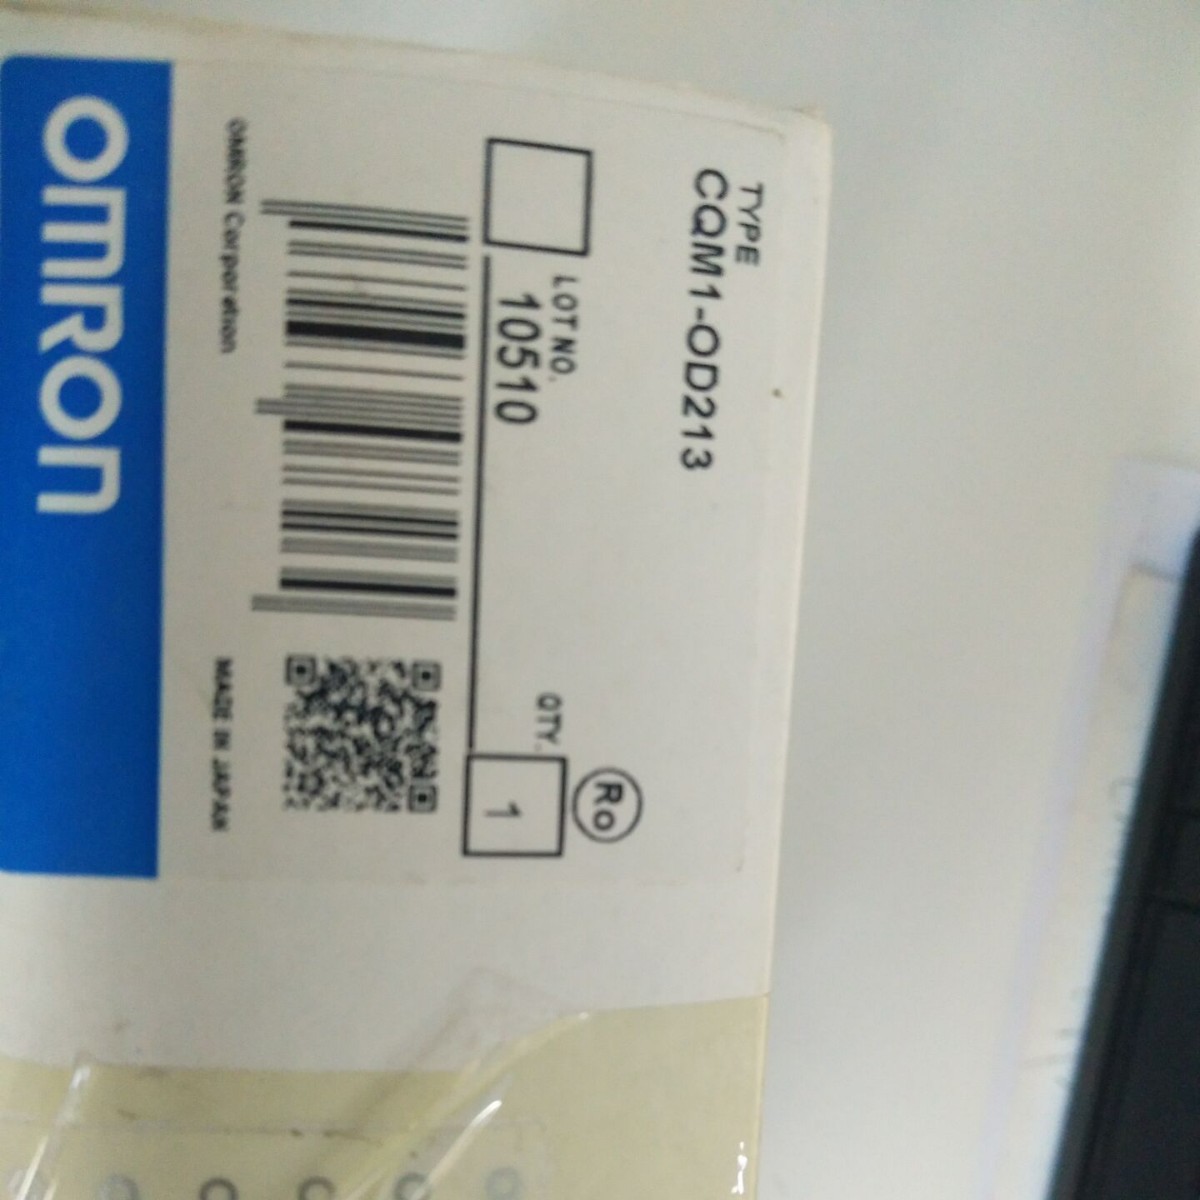 TYPE
CQM1-OD213
Ro
LOT NO.
10510
QTY.
1
OMRON Corporation
MADE IN JAPAN
OMRON